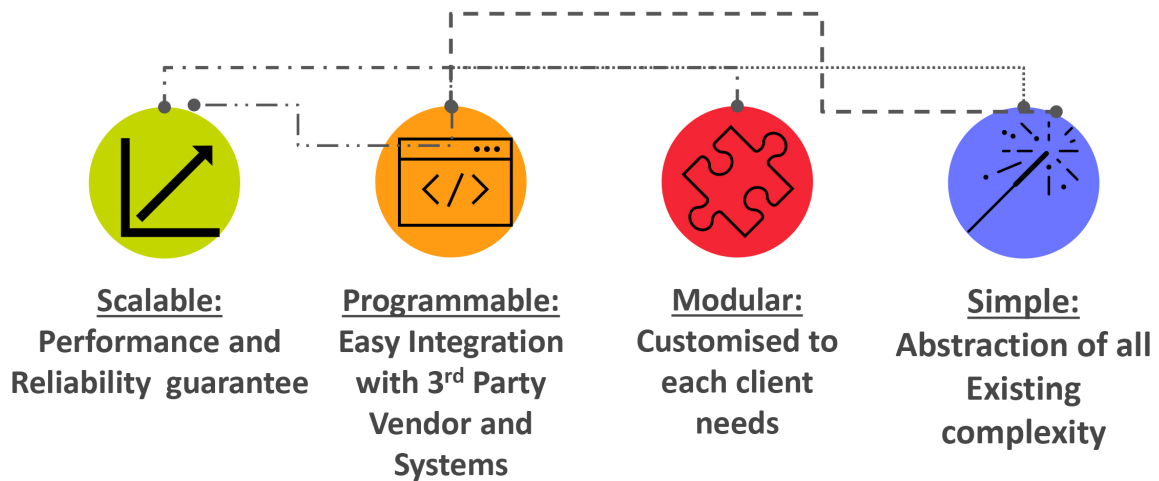 Scalable:
Performance and
Reliability guarantee
Programmable:
Easy Integration
with 3rd Party
Vendor and
Systems
Modular:
Customised to
each client
needs
Simple:
Abstraction of all
Existing
complexity